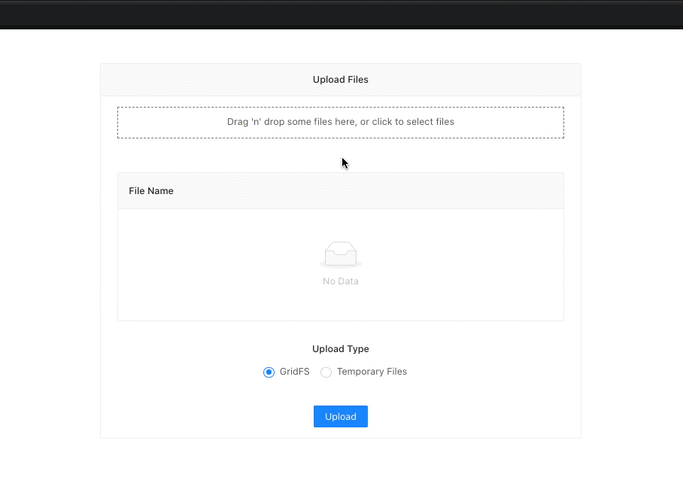 Upload Files
Drag 'n' drop some files here, or click to select files
File Name
No Data
Upload Type
GridFS Temporary Files
Upload